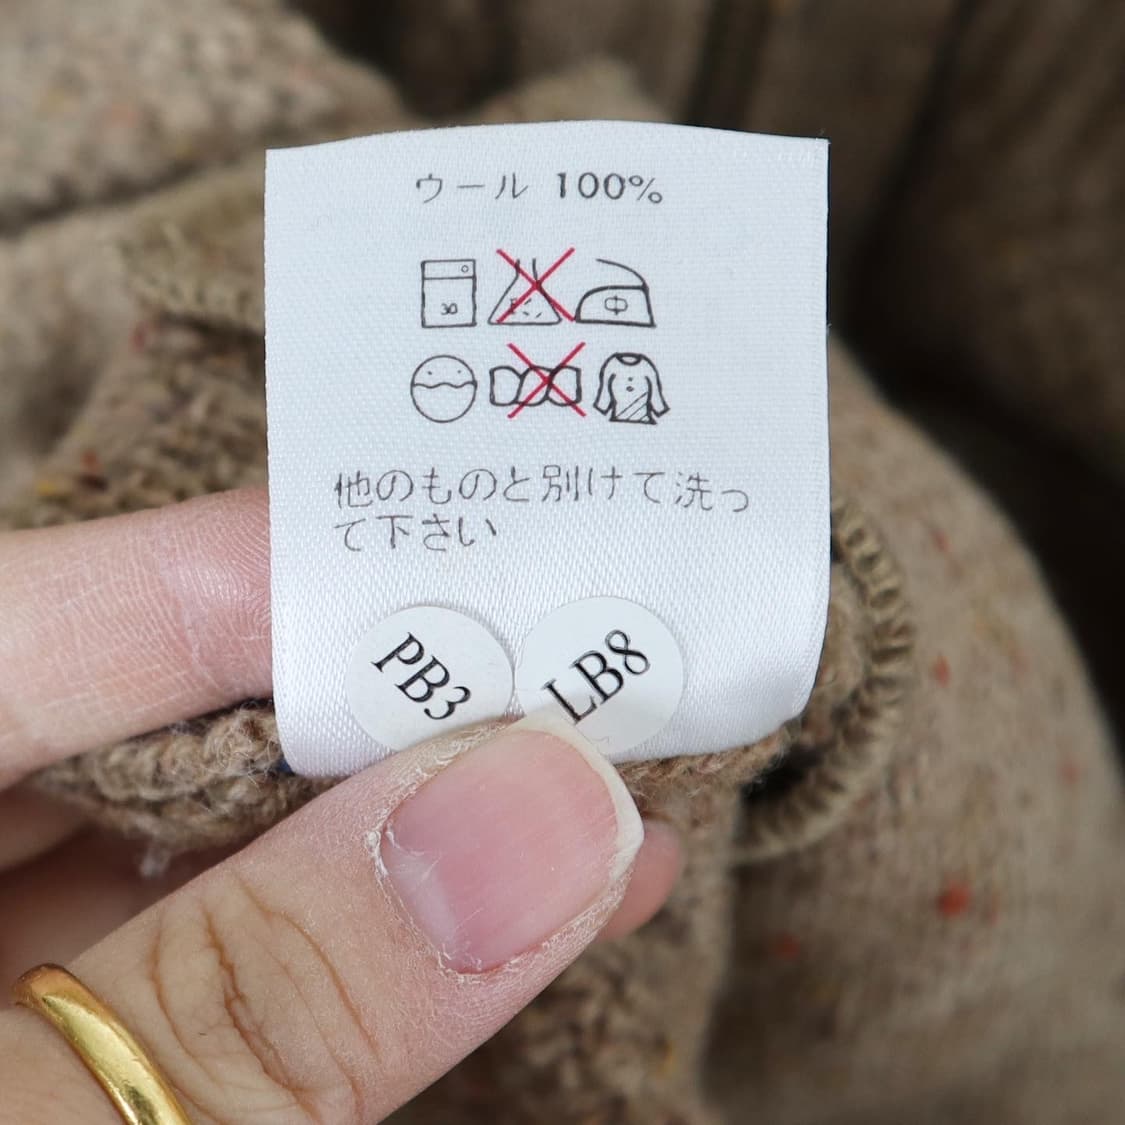 ウール 100%
30
中
他のものと別けて洗っ
て下さい
PB3
LB8